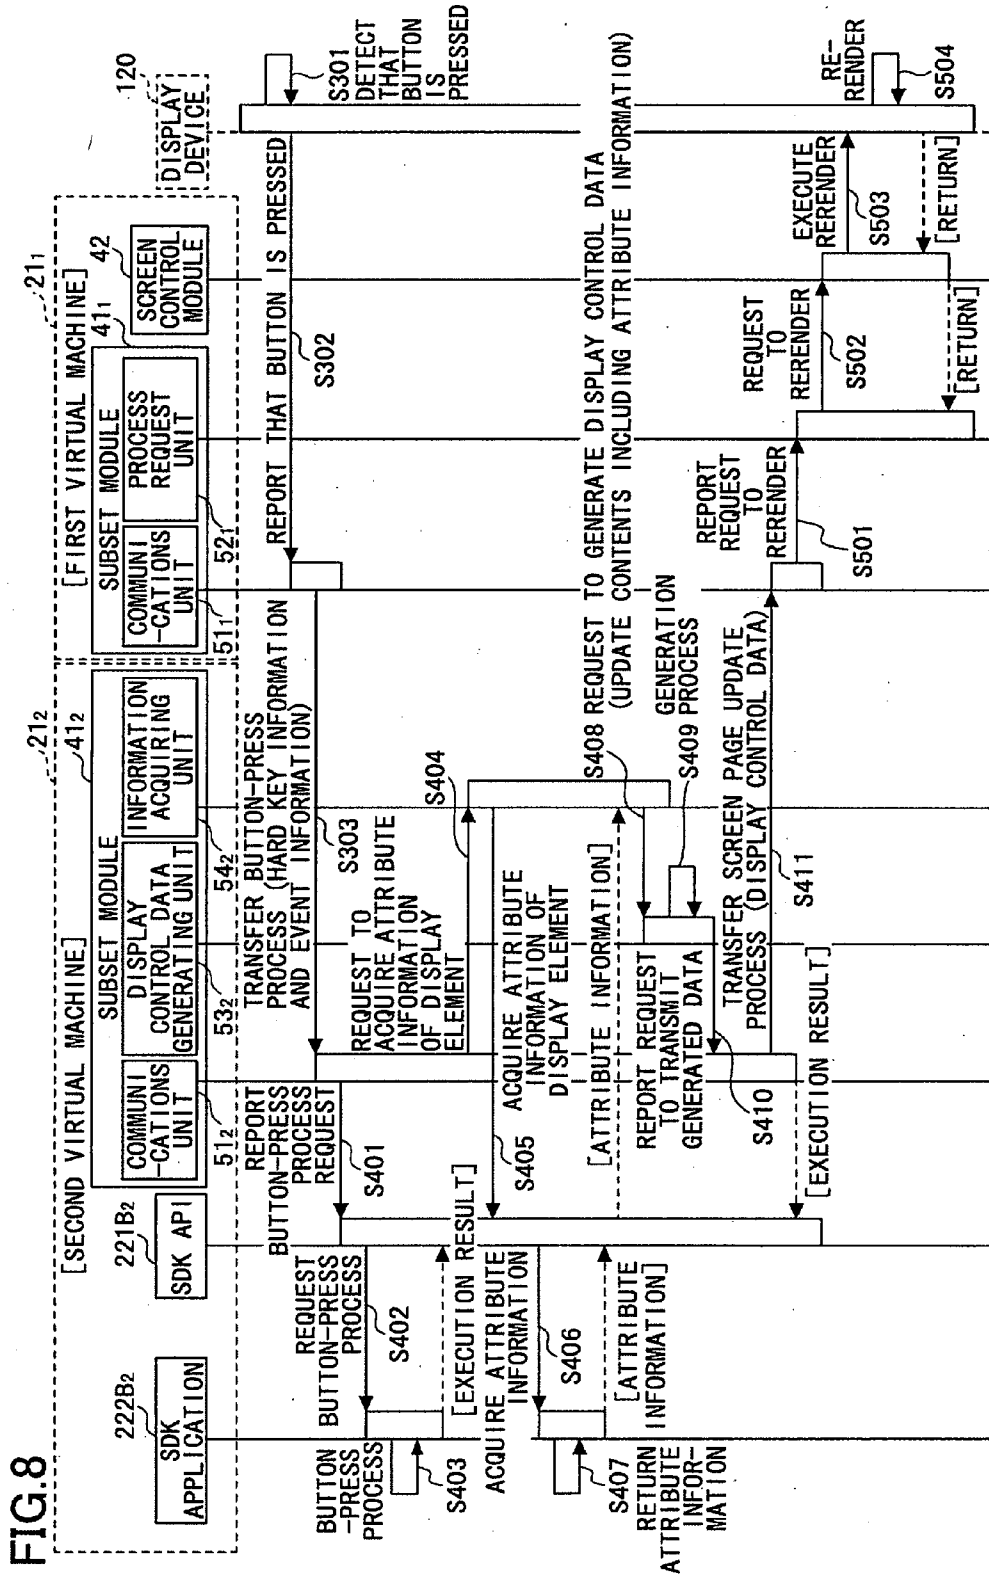 FIG.8
[SECOND VIRTUAL MACHINE]
21₂
[FIRST VIRTUAL MACHINE]
21₁
222B₂
SDK
APPLICATION
221B₂
SDK API
SUBSET MODULE
41₂
COMMUNI
-CATIONS
UNIT
51₂
DISPLAY
CONTROL DATA
GENERATING UNIT
53₂
INFORMATION
ACQUIRING
UNIT
54₂
SUBSET MODULE
41₁
COMMUNI
-CATIONS
UNIT
51₁
PROCESS
REQUEST
UNIT
52₁
SCREEN
CONTROL
MODULE
42
DISPLAY
DEVICE
120
S301
DETECT
THAT
BUTTON
IS
PRESSED
REPORT THAT BUTTON IS PRESSED
S302
TRANSFER BUTTON-PRESS
PROCESS (HARD KEY INFORMATION
AND EVENT INFORMATION)
S303
REPORT
BUTTON-PRESS
PROCESS
REQUEST
S401
REQUEST
BUTTON-PRESS
PROCESS
S402
BUTTON
-PRESS
PROCESS
S403
[EXECUTION RESULT]
REQUEST TO
ACQUIRE ATTRIBUTE
INFORMATION
OF DISPLAY
ELEMENT
S404
ACQUIRE ATTRIBUTE
INFORMATION OF
DISPLAY ELEMENT
S405
ACQUIRE ATTRIBUTE
INFORMATION
S406
S407
RETURN
ATTRIBUTE
INFOR-
MATION
[ATTRIBUTE
INFORMATION]
[ATTRIBUTE INFORMATION]
S408
REQUEST TO GENERATE DISPLAY CONTROL DATA
(UPDATE CONTENTS INCLUDING ATTRIBUTE INFORMATION)
GENERATION
PROCESS
S409
REPORT REQUEST
TO TRANSMIT
GENERATED DATA
S410
TRANSFER SCREEN PAGE UPDATE
PROCESS (DISPLAY CONTROL DATA)
S411
[EXECUTION RESULT]
REPORT
REQUEST
TO
RERENDER
S501
REQUEST
TO
RERENDER
S502
EXECUTE
RERENDER
S503
RE-
RENDER
S504
[RETURN]
[RETURN]